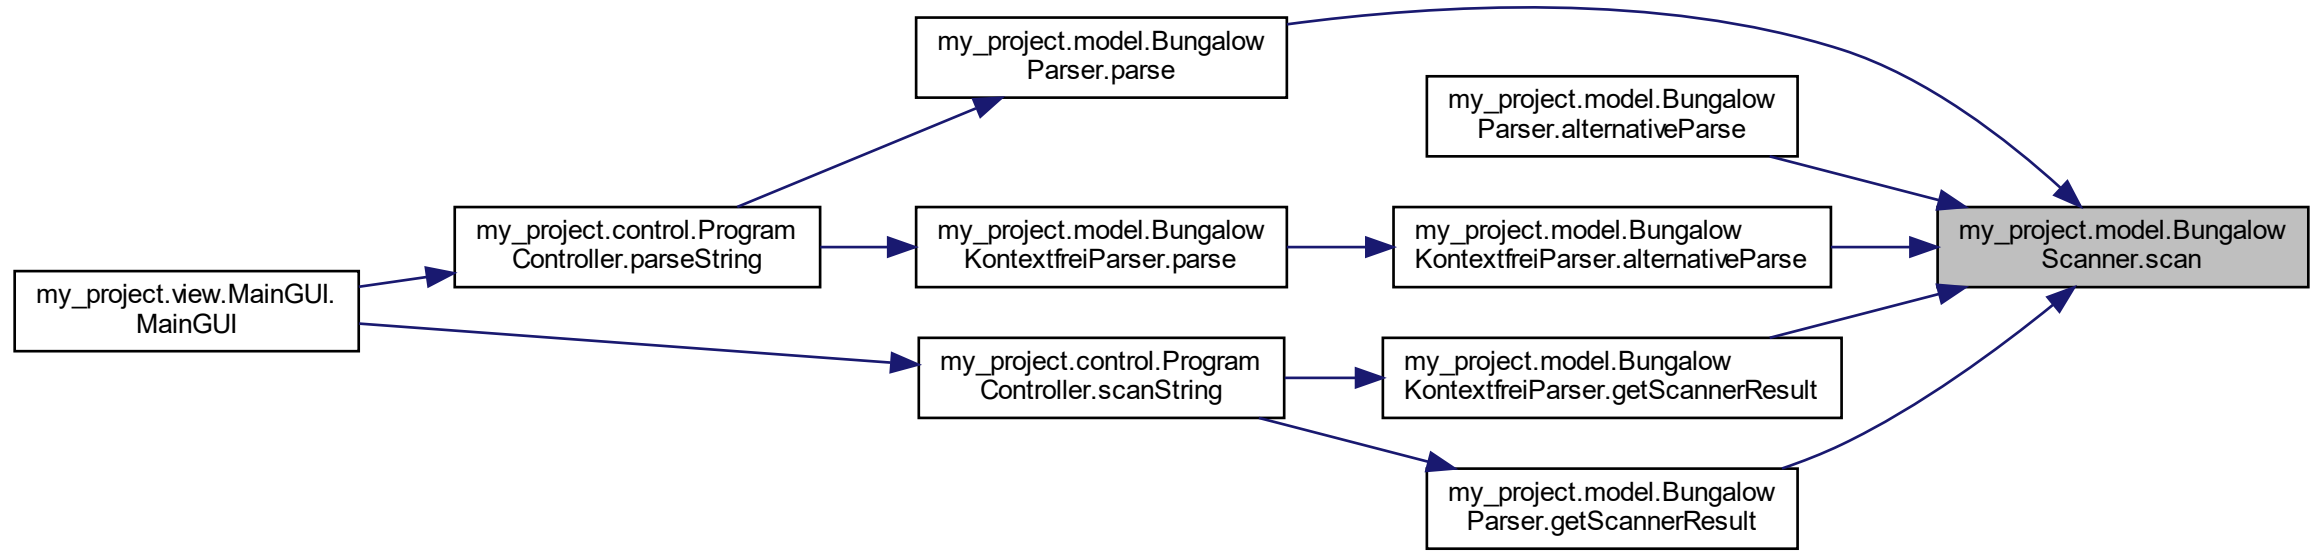 my_project.model.Bungalow
Parser.parse
my_project.model.Bungalow
Parser.alternativeParse
my_project.control.Program
Controller.parseString
my_project.model.Bungalow
KontextfreiParser.parse
my_project.model.Bungalow
KontextfreiParser.alternativeParse
my_project.model.Bungalow
Scanner.scan
my_project.view.MainGUI.
MainGUI
my_project.control.Program
Controller.scanString
my_project.model.Bungalow
KontextfreiParser.getScannerResult
my_project.model.Bungalow
Parser.getScannerResult